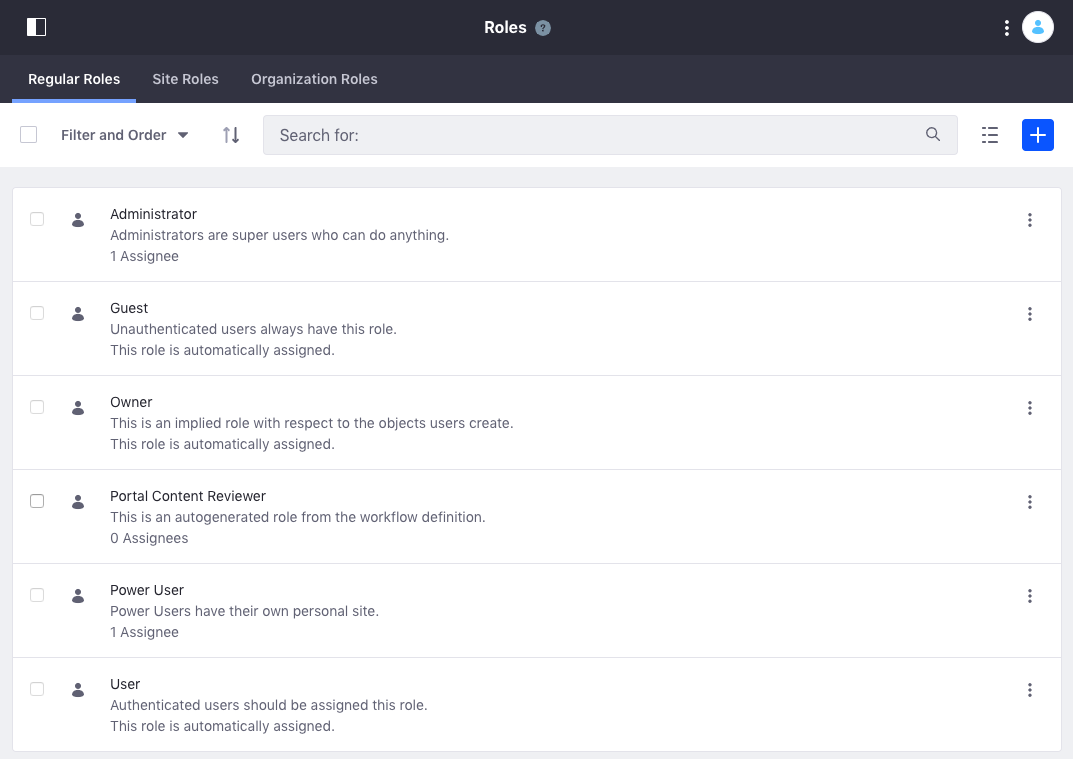 Roles ?
Regular Roles Site Roles Organization Roles
Filter and Order Search for:
Administrator
Administrators are super users who can do anything.
1 Assignee
Guest
Unauthenticated users always have this role.
This role is automatically assigned.
Owner
This is an implied role with respect to the objects users create.
This role is automatically assigned.
Portal Content Reviewer
This is an autogenerated role from the workflow definition.
0 Assignees
Power User
Power Users have their own personal site.
1 Assignee
User
Authenticated users should be assigned this role.
This role is automatically assigned.